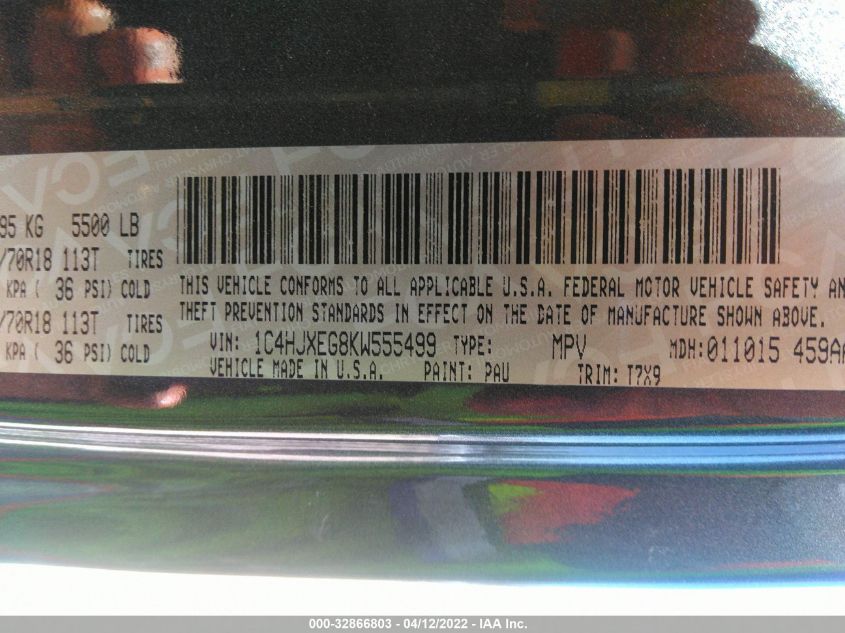 95 KG 5500 LB
/70R18 113T TIRES
KPA ( 36 PSI) COLD
/70R18 113T TIRES
KPA ( 36 PSI) COLD
THIS VEHICLE CONFORMS TO ALL APPLICABLE U.S.A. FEDERAL MOTOR VEHICLE SAFETY AN
THEFT PREVENTION STANDARDS IN EFFECT ON THE DATE OF MANUFACTURE SHOWN ABOVE.
VIN: 1C4HJXEG8KW555499 TYPE: MPV MDH:011015 459AA
VEHICLE MADE IN U.S.A. PAINT: PAU TRIM: T7X9
000-32866803 - 04/12/2022 - IAA Inc.